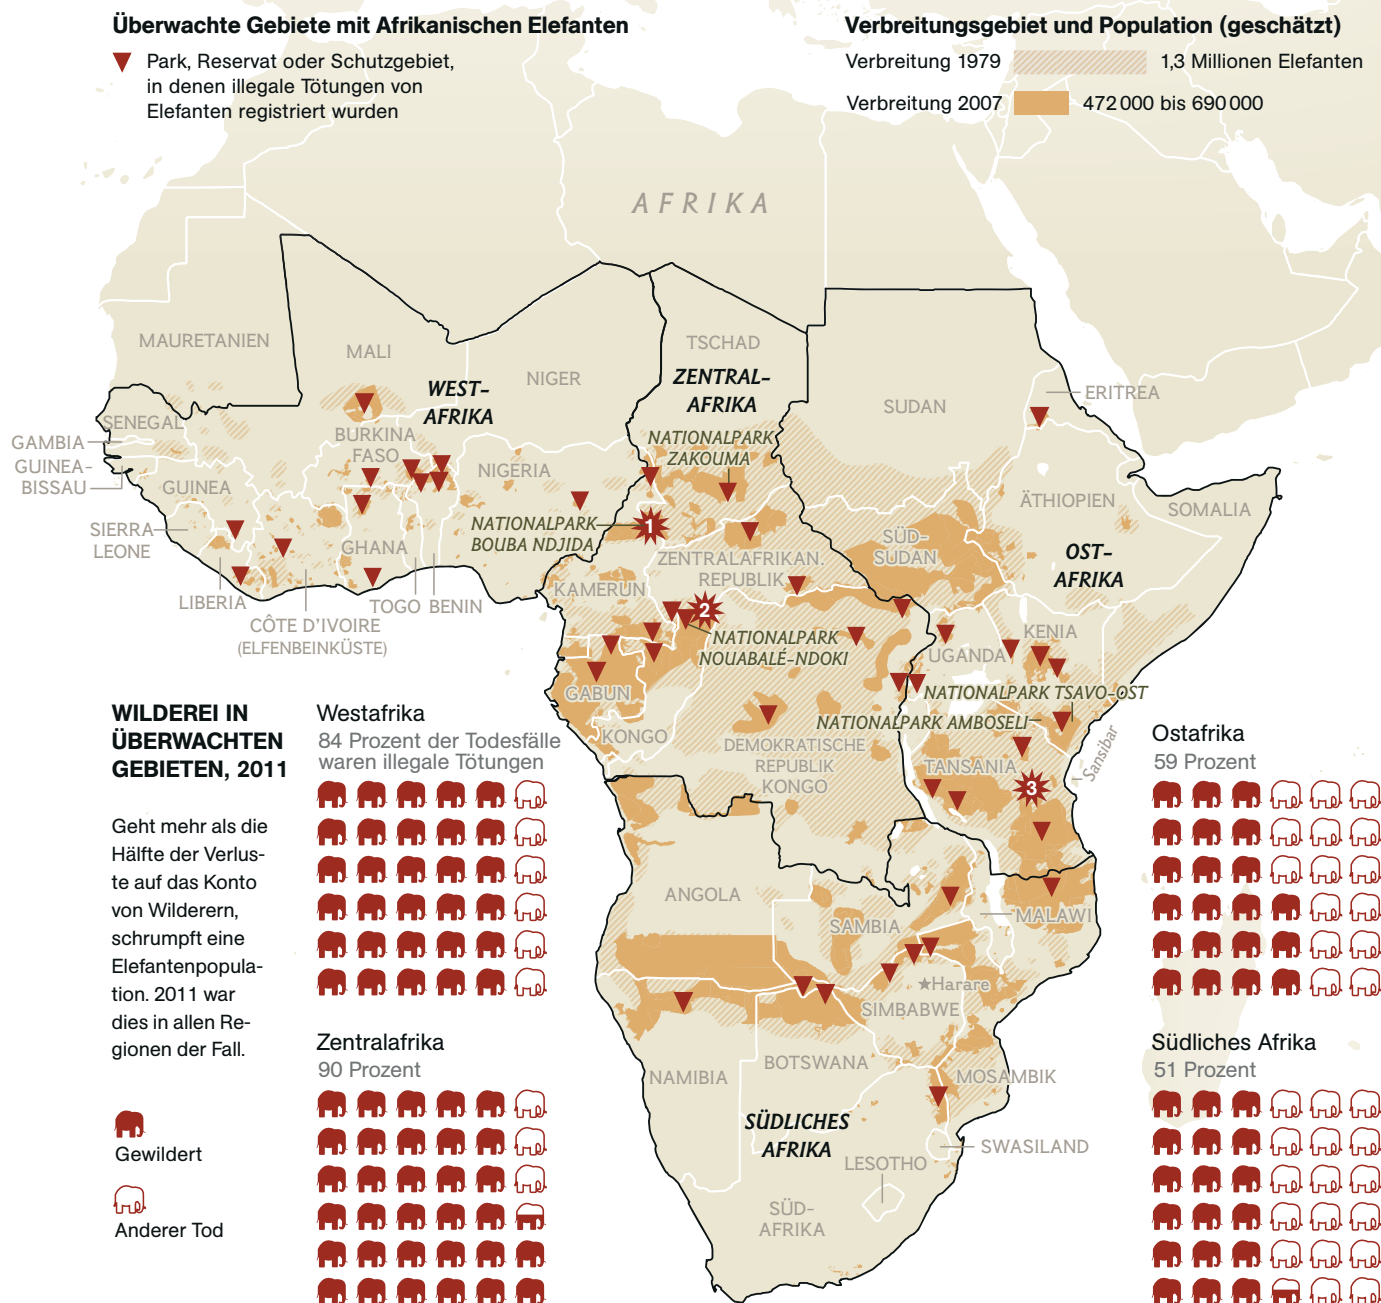 Überwachte Gebiete mit Afrikanischen Elefanten
Park, Reservat oder Schutzgebiet,
in denen illegale Tötungen von
Elefanten registriert wurden
Verbreitungsgebiet und Population (geschätzt)
Verbreitung 1979
1,3 Millionen Elefanten
Verbreitung 2007
472 000 bis 690 000
AFRIKA
MAURETANIEN
MALI
NIGER
TSCHAD
WEST-
AFRIKA
ZENTRAL-
AFRIKA
SUDAN
ERITREA
SENEGAL
GAMBIA
GUINEA-
BISSAU
GUINEA
BURKINA
FASO
NIGERIA
NATIONALPARK
ZAKOUMA
ÄTHIOPIEN
SOMALIA
SIERRA
LEONE
NATIONALPARK
BOUBA NDJIDA
1
GHANA
SÜD-
SUDAN
OST-
AFRIKA
ZENTRALAFRIKAN.
REPUBLIK
KAMERUN
LIBERIA
TOGO
BENIN
CÔTE D'IVOIRE
(ELFENBEINKÜSTE)
2
NATIONALPARK
NOUABALÉ-NDOKI
UGANDA
KENIA
GABUN
NATIONALPARK TSAVO-OST
NATIONALPARK AMBOSELI
KONGO
DEMOKRATISCHE
REPUBLIK
KONGO
TANSANIA
Sansibar
3
ANGOLA
SAMBIA
MALAWI
Harare
SIMBABWE
BOTSWANA
NAMIBIA
MOSAMBIK
SÜDLICHES
AFRIKA
SWASILAND
LESOTHO
SÜD-
AFRIKA
WILDEREI IN
ÜBERWACHTEN
GEBIETEN, 2011
Geht mehr als die
Hälfte der Verlus-
te auf das Konto
von Wilderern,
schrumpft eine
Elefantenpopula-
tion. 2011 war
dies in allen Re-
gionen der Fall.
Gewildert
Anderer Tod
Westafrika
84 Prozent der Todesfälle
waren illegale Tötungen
Zentralafrika
90 Prozent
Ostafrika
59 Prozent
Südliches Afrika
51 Prozent